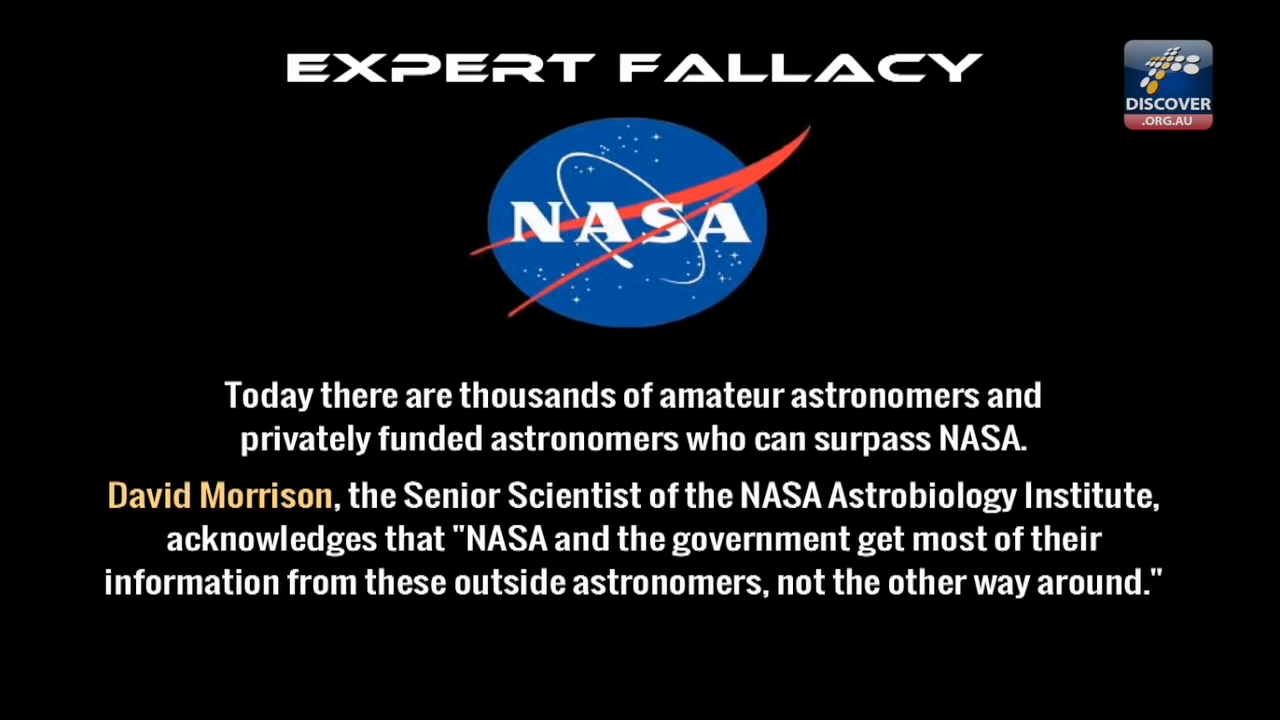 EXPERT FALLACY
DISCOVER
.ORG.AU
NASA
Today there are thousands of amateur astronomers and
privately funded astronomers who can surpass NASA.
David Morrison, the Senior Scientist of the NASA Astrobiology Institute,
acknowledges that "NASA and the government get most of their
information from these outside astronomers, not the other way around."